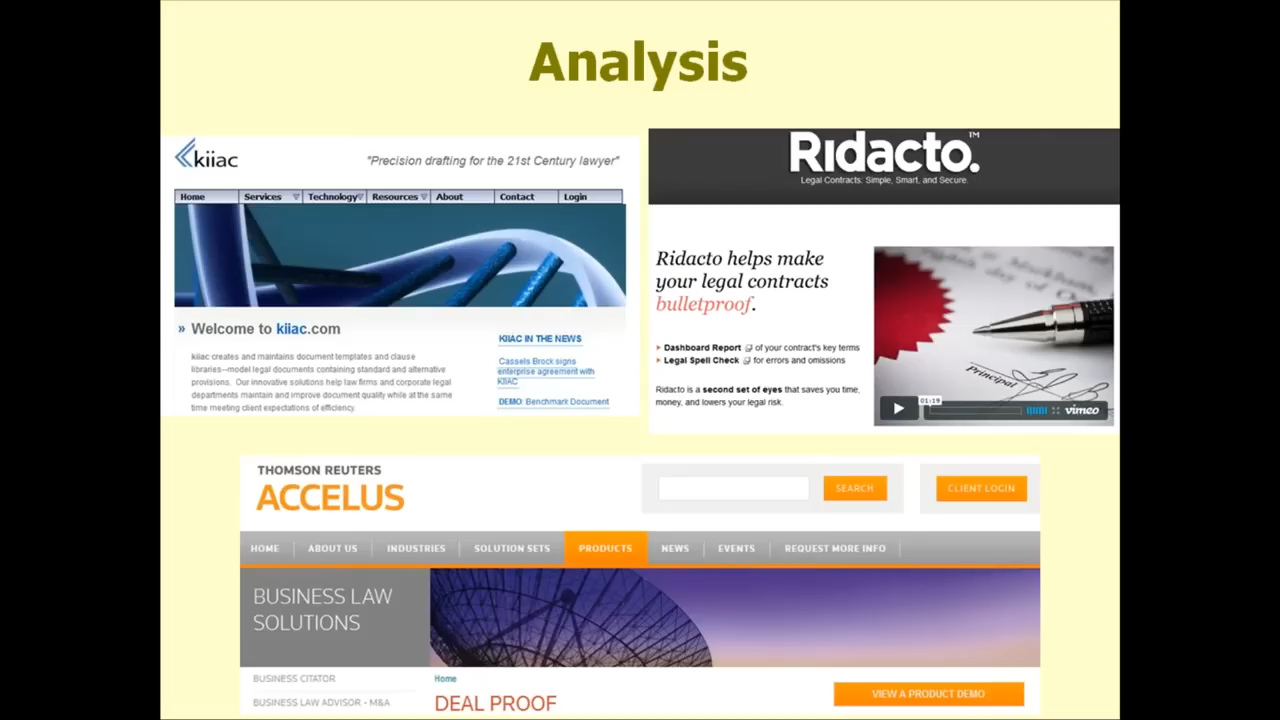 Analysis
kiiac
"Precision drafting for the 21st Century lawyer"
Home Services Technology Resources About Contact Login
» Welcome to kiiac.com
kiiac creates and maintains document templates and clause
libraries--model legal documents containing standard and alternative
provisions. Our innovative solutions help law firms and corporate legal
departments maintain and improve document quality while at the same
time meeting client expectations of efficiency.
KIIAC IN THE NEWS
Cassels Brock signs
enterprise agreement with
KIIAC
DEMO: Benchmark Document
Ridacto.™
Legal Contracts: Simple, Smart, and Secure.
Ridacto helps make
your legal contracts
bulletproof.
Dashboard Report of your contract's key terms
Legal Spell Check for errors and omissions
Ridacto is a second set of eyes that saves you time,
money, and lowers your legal risk.
Principal
01:19
vimeo
THOMSON REUTERS
ACCELUS
SEARCH
CLIENT LOGIN
HOME ABOUT US INDUSTRIES SOLUTION SETS PRODUCTS NEWS EVENTS REQUEST MORE INFO
BUSINESS LAW
SOLUTIONS
BUSINESS CITATOR
BUSINESS LAW ADVISOR - M&A
Home
DEAL PROOF
VIEW A PRODUCT DEMO